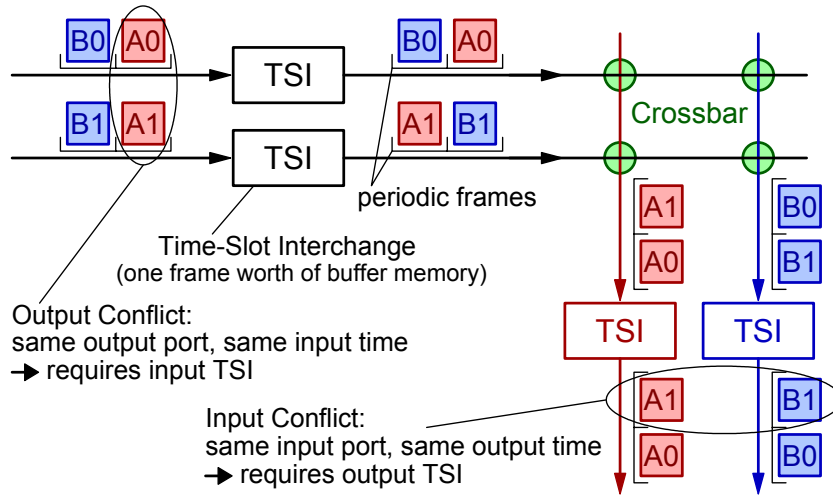 B0 A0 TSI B0 A0
B1 A1 TSI A1 B1
Crossbar
periodic frames
Time-Slot Interchange
(one frame worth of buffer memory)
A1 B0
A0 B1
Output Conflict:
same output port, same input time
→ requires input TSI
TSI TSI
A1 B1
A0 B0
Input Conflict:
same input port, same output time
→ requires output TSI